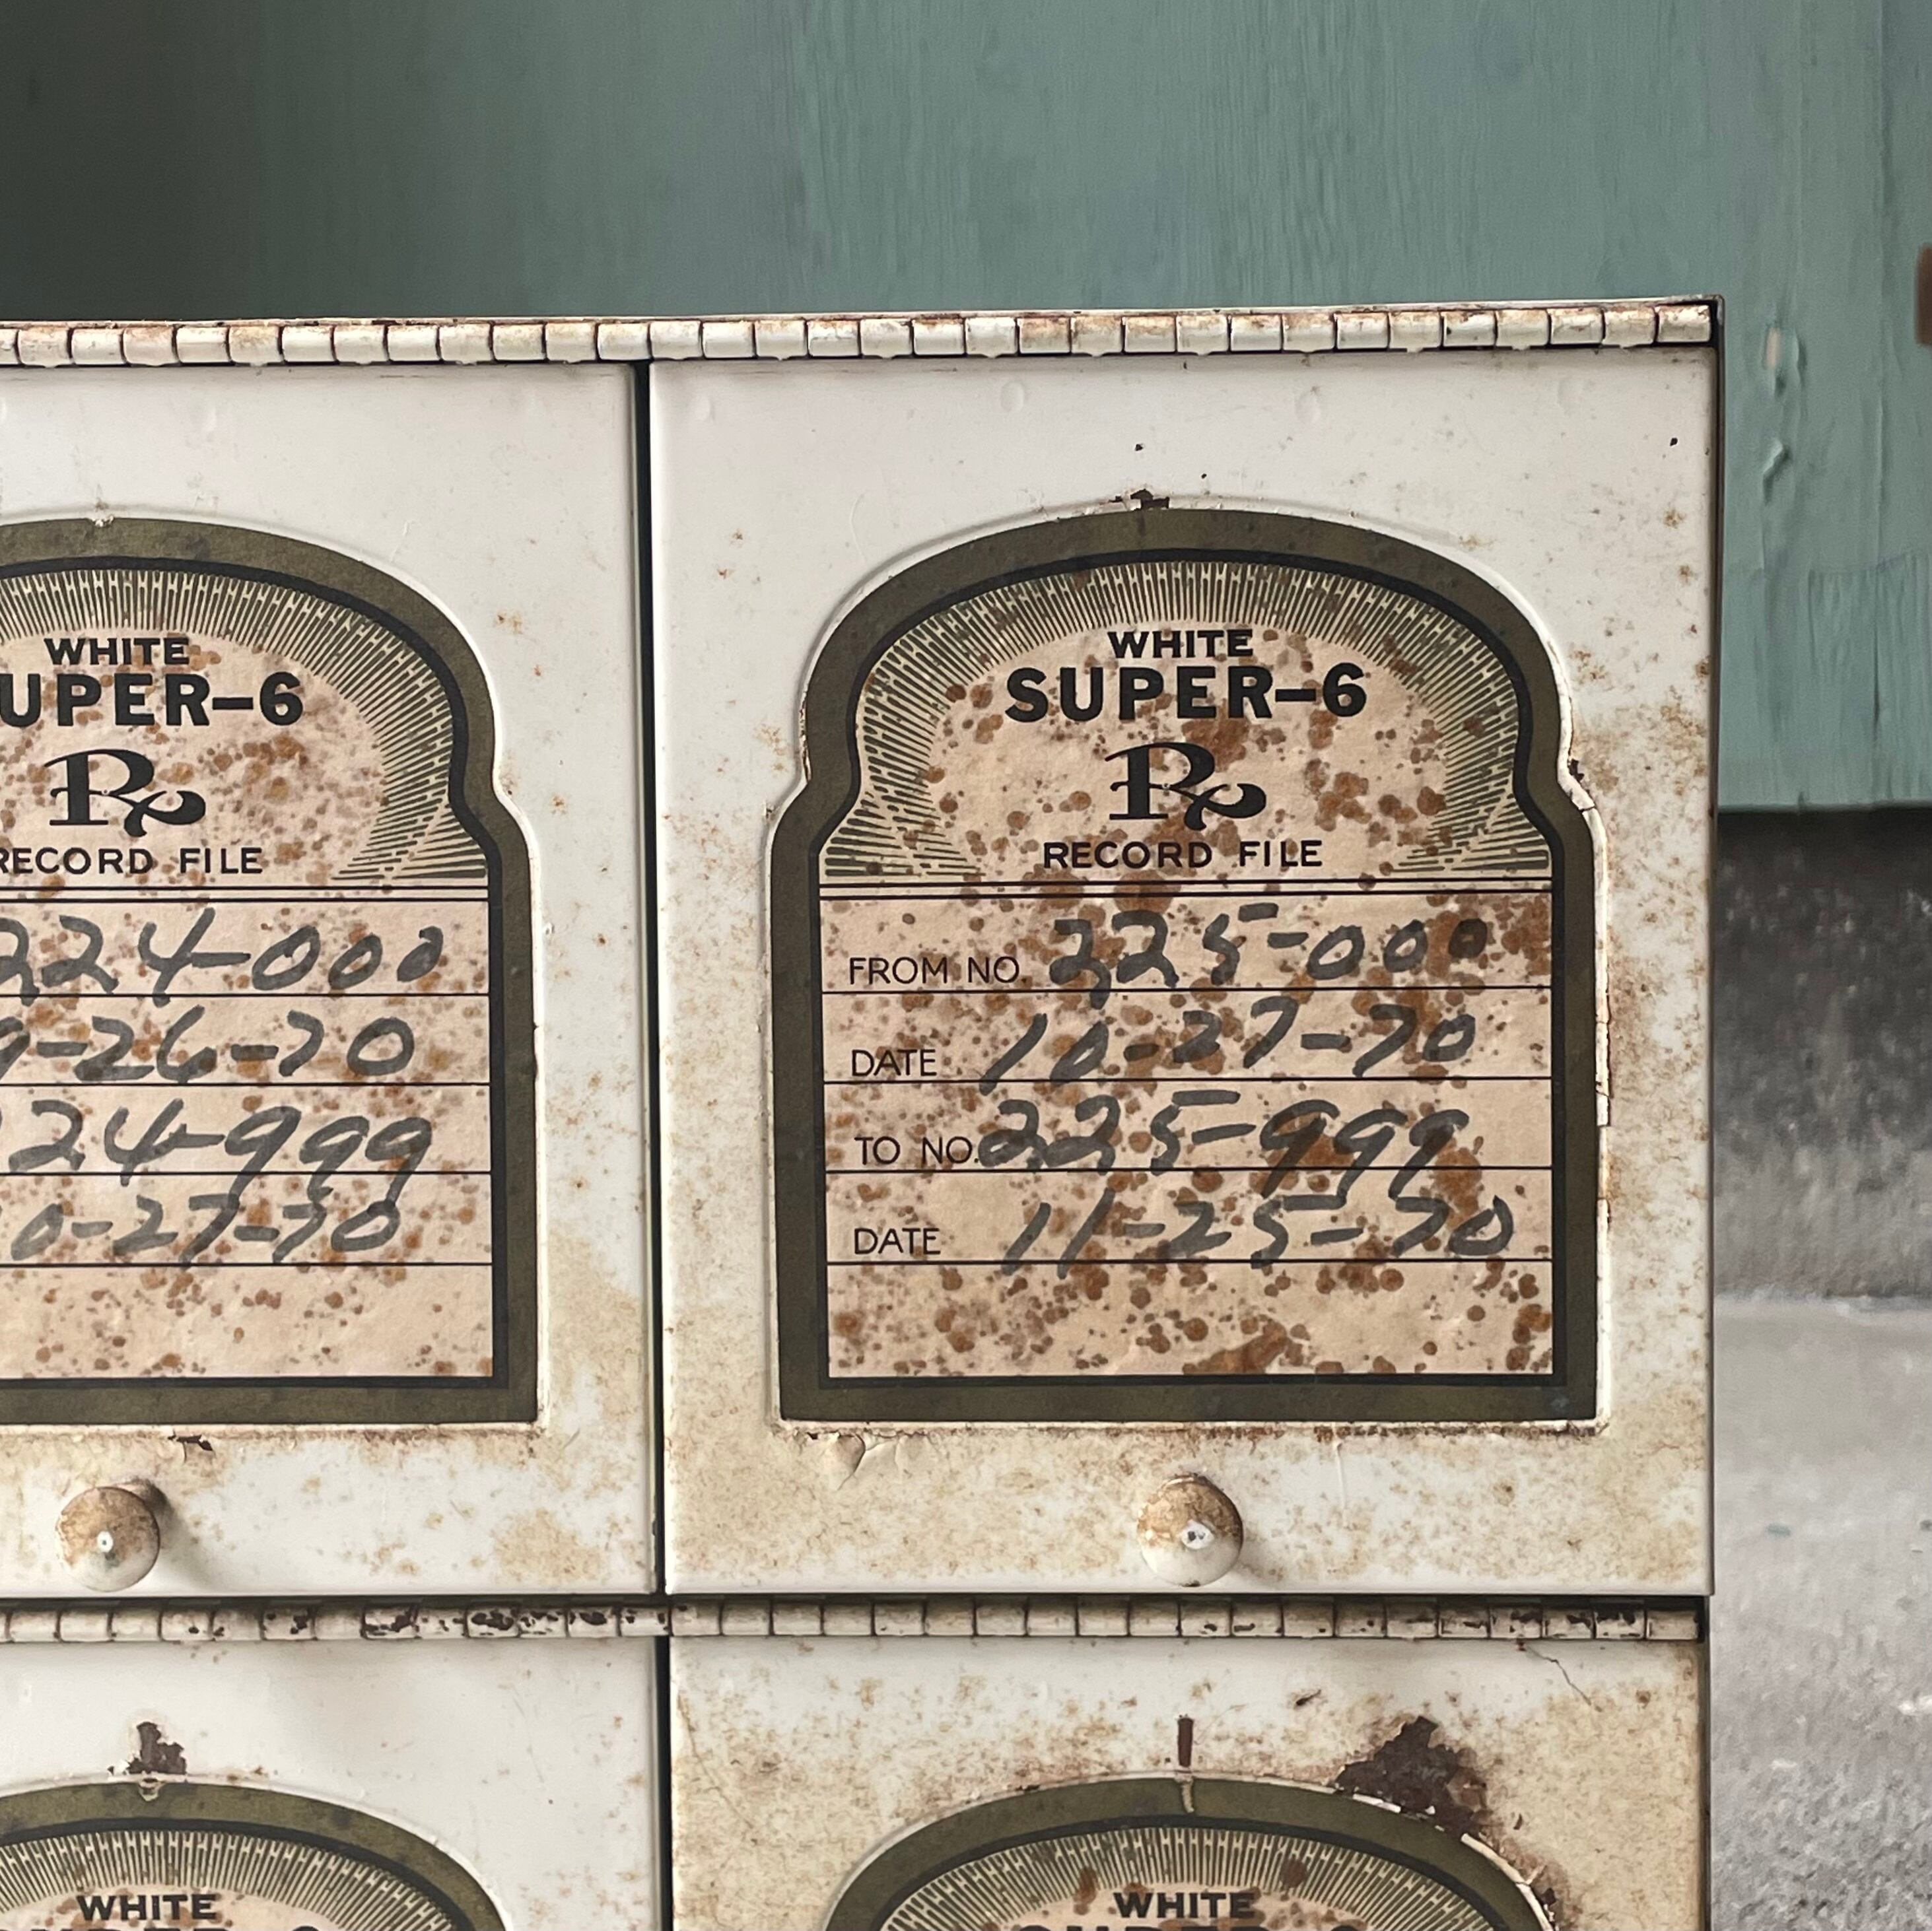 WHITE
UPER-6
Rx
RECORD FILE
224-000
9-26-70
24-999
0-27-70
WHITE
SUPER-6
Rx
RECORD FILE
FROM NO. 225-000
DATE 10-27-70
TO NO. 225-999
DATE 11-25-70
WHITE
WHITE